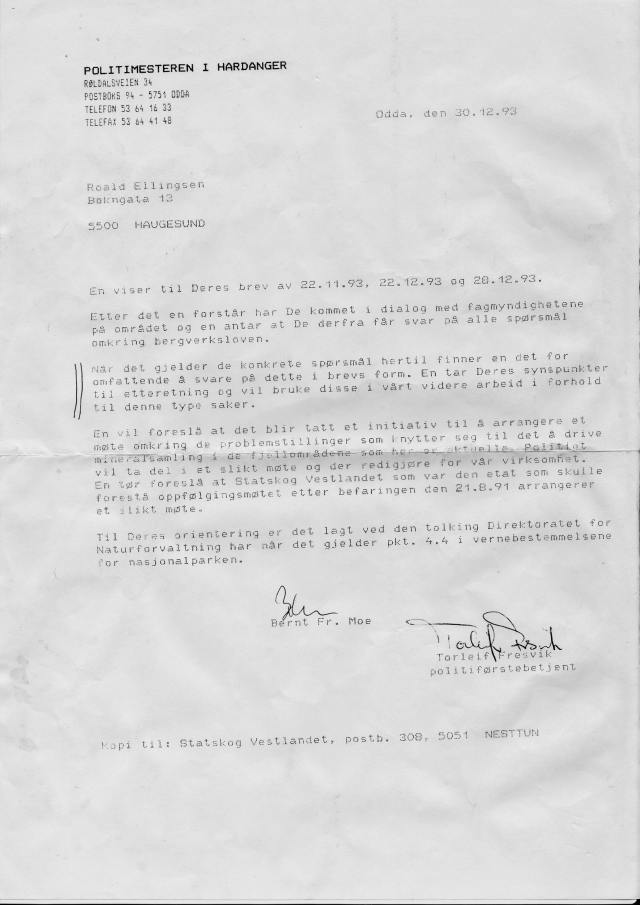 POLITIMESTEREN I HARDANGER
RØLDALSVEIEN 34
POSTBOKS 94 - 5751 ODDA
TELEFON 53 64 16 33
TELEFAX 53 64 41 48
Odda, den 30.12.93
Roald Ellingsen
Bøkngata 13
5500 HAUGESUND
En viser til Deres brev av 22.11.93, 22.12.93 og 28.12.93.
Etter det en forstår har De kommet i dialog med fagmyndighetene
på området og en antar at De derfra får svar på alle spørsmål
omkring bergverksloven.
Når det gjelder de konkrete spørsmål hertil finner en det for
omfattende å svare på dette i brevs form. En tar Deres synspunkter
til etteretning og vil bruke disse i vårt videre arbeid i forhold
til denne type saker.
En vil foreslå at det blir tatt et initiativ til å arrangere et
møte omkring de problemstillinger som knytter seg til det å drive
mineralsamling i de fjellområdene som her er aktuelle. Politiet
vil ta del i et slikt møte og der redigjøre for vår virksomhet.
En tør foreslå at Statskog Vestlandet som var den etat som skulle
forestå oppfølgingsmøtet etter befaringen den 21.8.91 arrangerer
et slikt møte.
Til Deres orientering er det lagt ved den tolking Direktoratet for
Naturforvaltning har når det gjelder pkt. 4.4 i vernebestemmelsene
for nasjonalparken.
Bernt Fr. Moe
Torleif Fresvik
Torleif Fresvik
politiførstebetjent
Kopi til: Statskog Vestlandet, postb. 308, 5051 NESTTUN